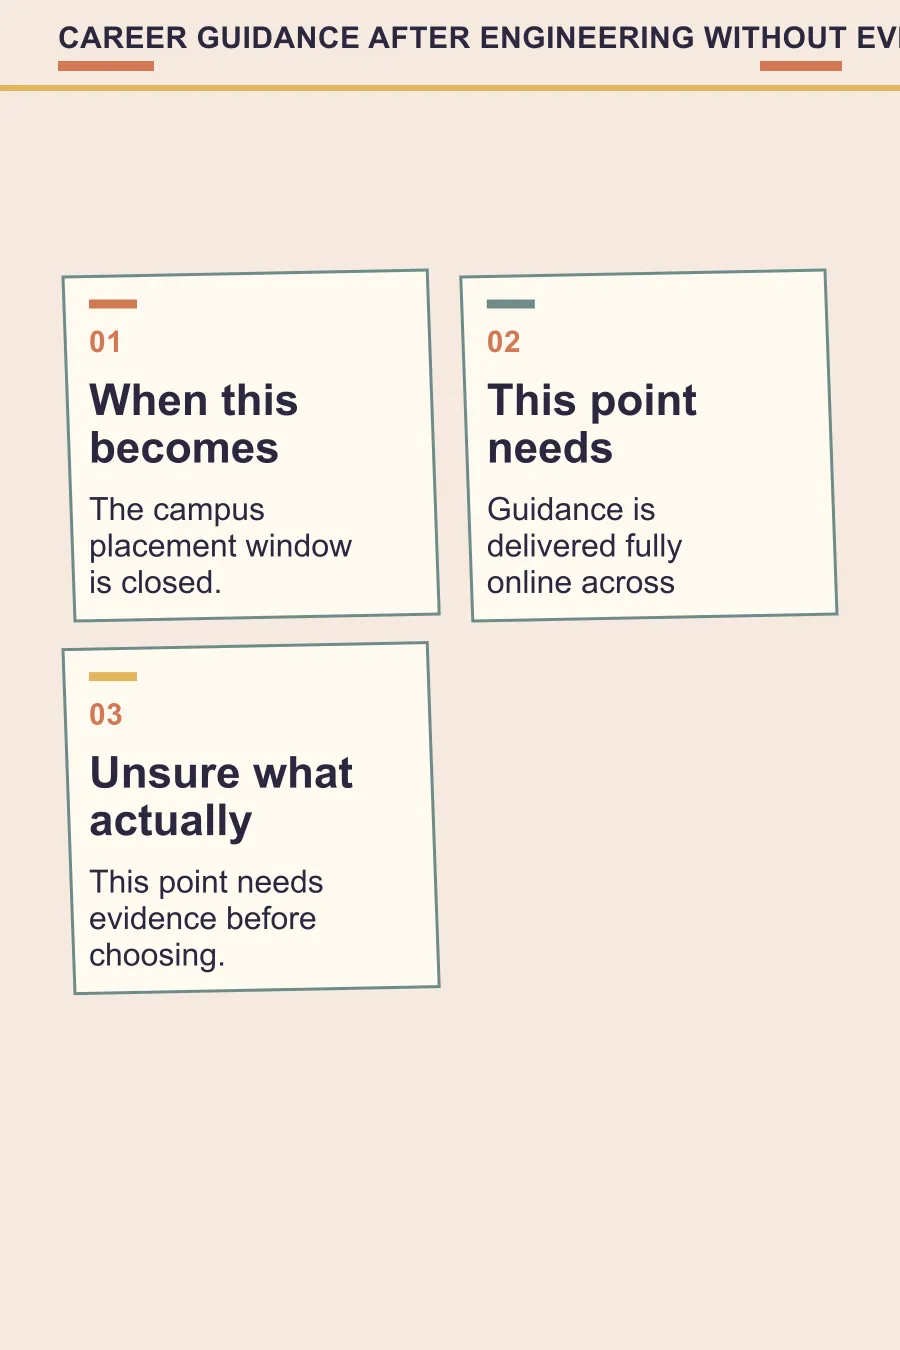 CAREER GUIDANCE AFTER ENGINEERING WITHOUT
01
When this
becomes
The campus
placement window
is closed.
02
This point
needs
Guidance is
delivered fully
online across
03
Unsure what
actually
This point needs
evidence before
choosing.